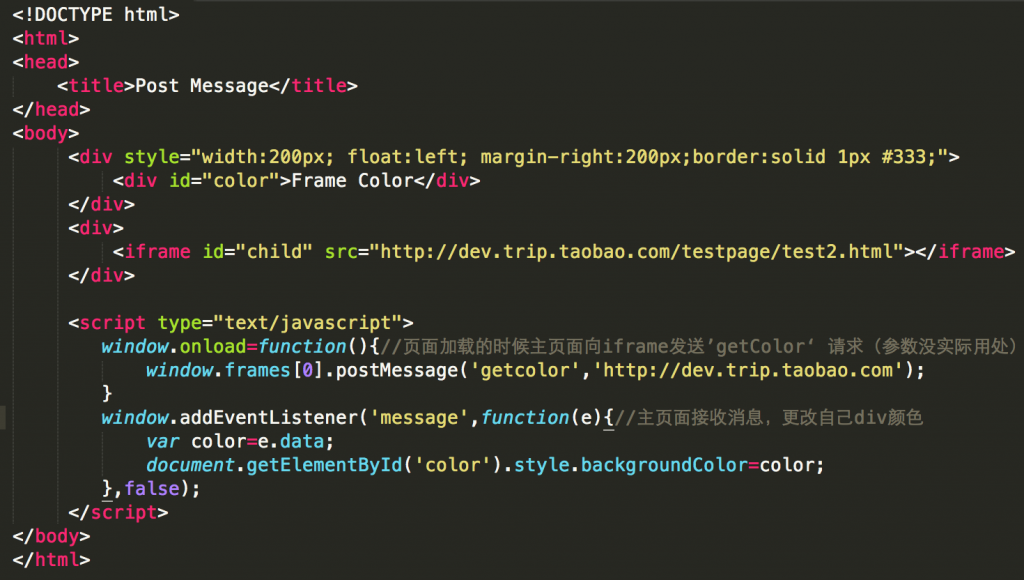 <!DOCTYPE html>
<html>
<head>
    <title>Post Message</title>
</head>
<body>
    <div style="width:200px; float:left; margin-right:200px;border:solid 1px #333;">
        <div id="color">Frame Color</div>
    </div>
    <div>
        <iframe id="child" src="http://dev.trip.taobao.com/testpage/test2.html"></iframe>
    </div>

    <script type="text/javascript">
       window.onload=function(){//页面加载的时候主页面向iframe发送’getColor‘ 请求（参数没实际用处）
           window.frames[0].postMessage('getcolor','http://dev.trip.taobao.com');
       }
       window.addEventListener('message',function(e){//主页面接收消息，更改自己div颜色
           var color=e.data;
           document.getElementById('color').style.backgroundColor=color;
       },false);
    </script>
</body>
</html>